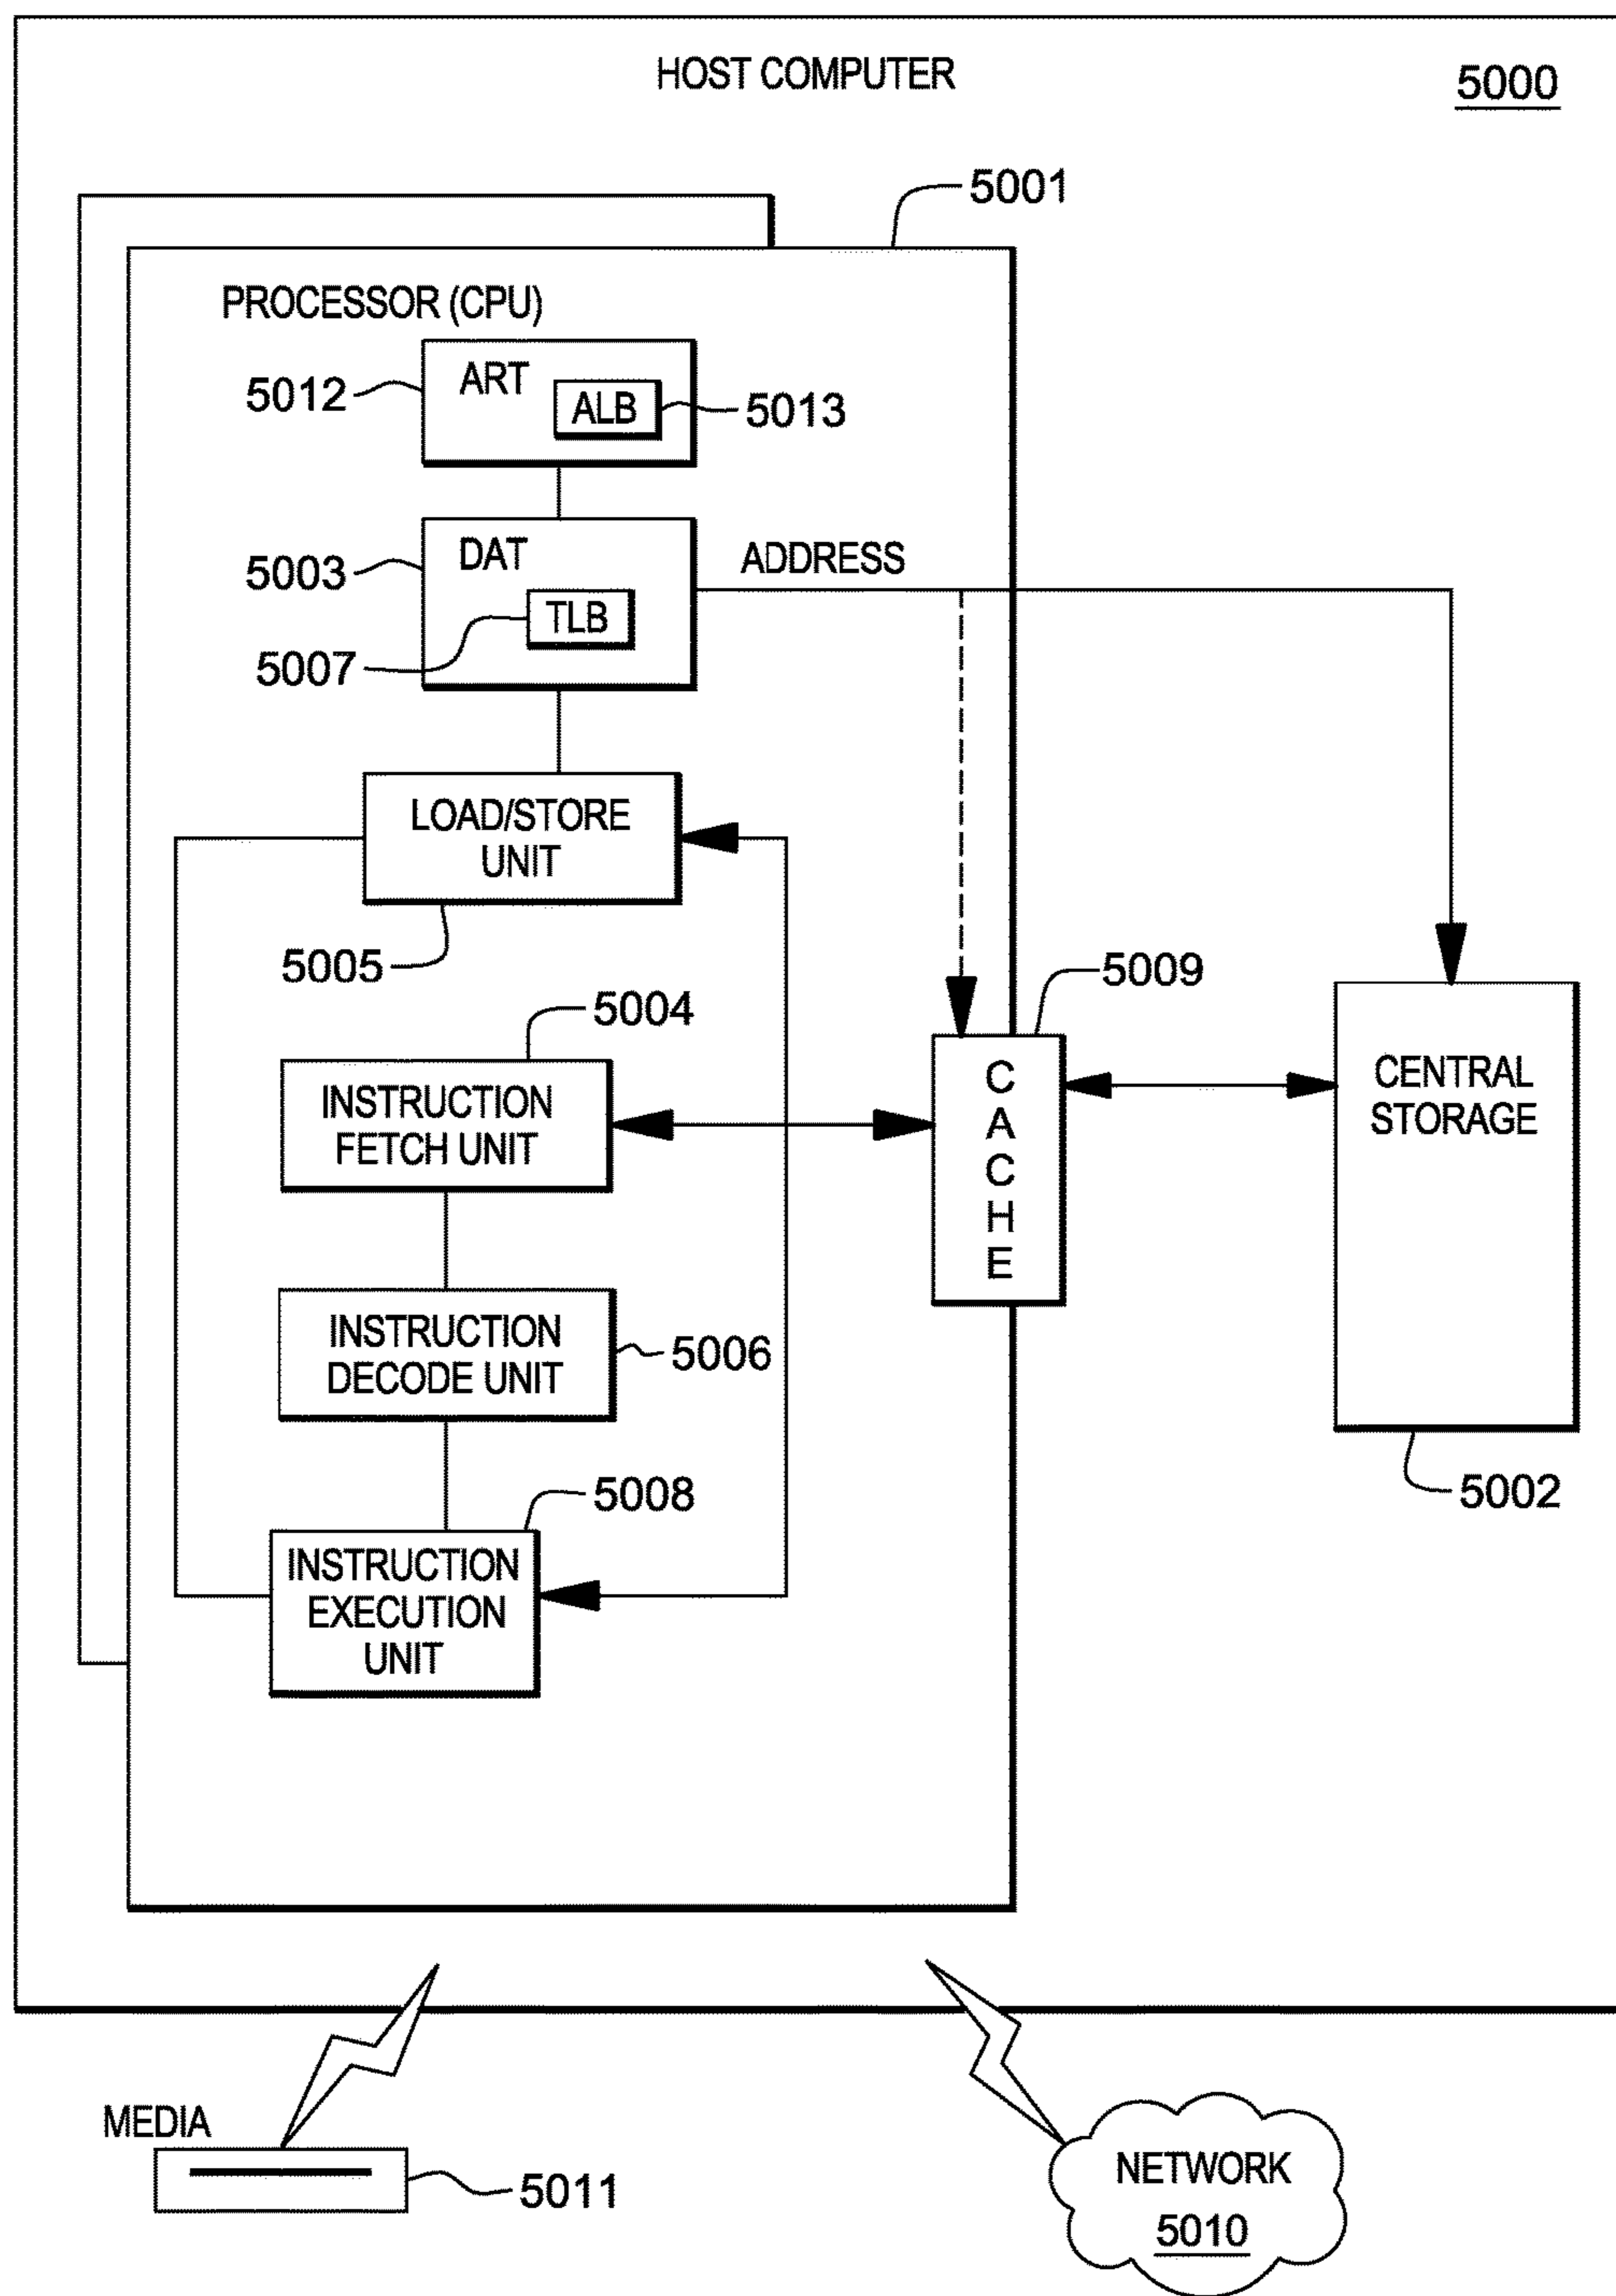 HOST COMPUTER
5000
5001
PROCESSOR (CPU)
ART
5012
ALB
5013
DAT
ADDRESS
5003
TLB
5007
LOAD/STORE
UNIT
5005
5009
5004
CENTRAL
STORAGE
CACHE
INSTRUCTION
FETCH UNIT
INSTRUCTION
DECODE UNIT
5006
5008
5002
INSTRUCTION
EXECUTION
UNIT
MEDIA
5011
NETWORK
5010